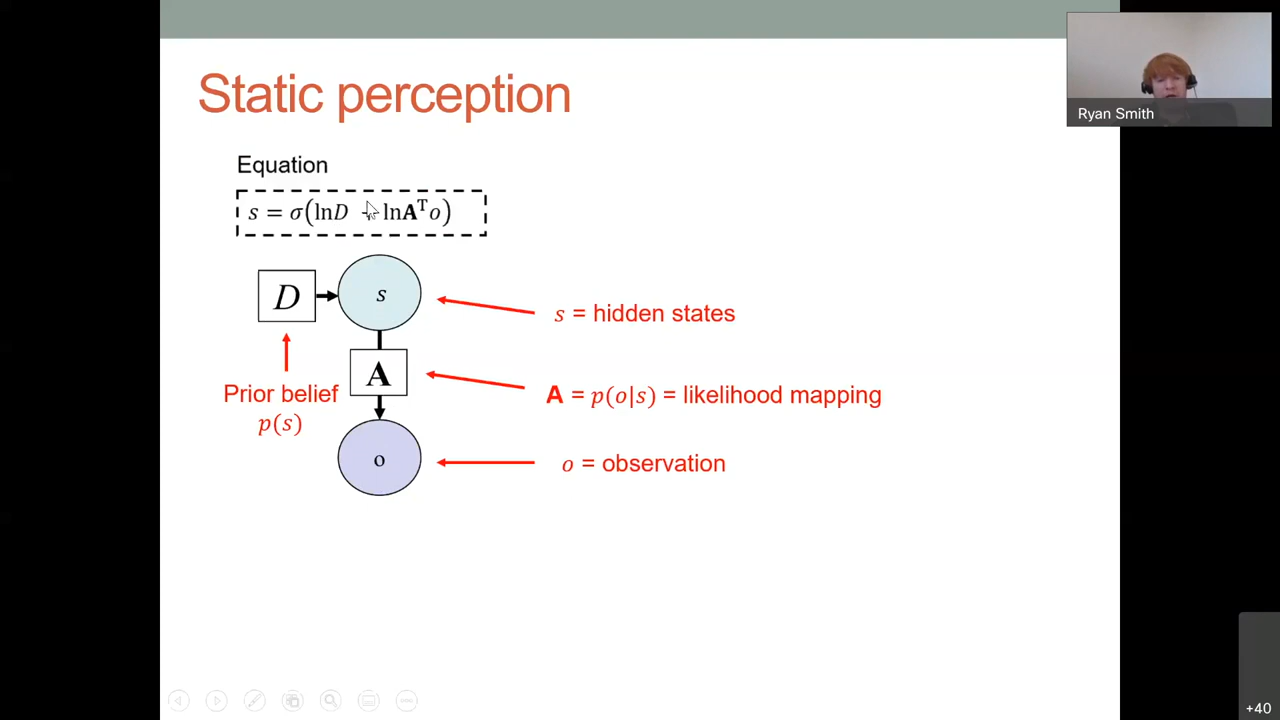 Static perception
Ryan Smith
Equation
s = σ(lnD + lnAᵀo)
D
s
s = hidden states
A
Prior belief
p(s)
A = p(o|s) = likelihood mapping
o
o = observation
+40